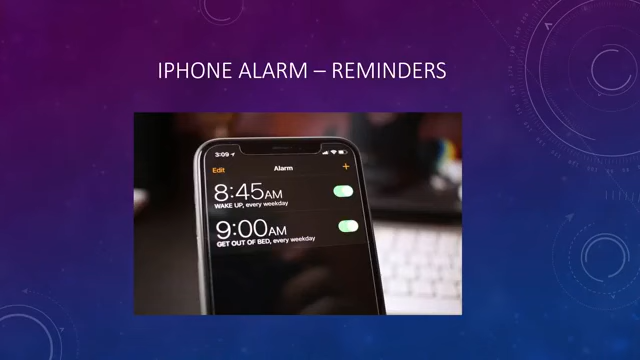 IPHONE ALARM – REMINDERS
3:09
Edit
Alarm
+
8:45AM
WAKE UP, every weekday
9:00AM
GET OUT OF BED, every weekday